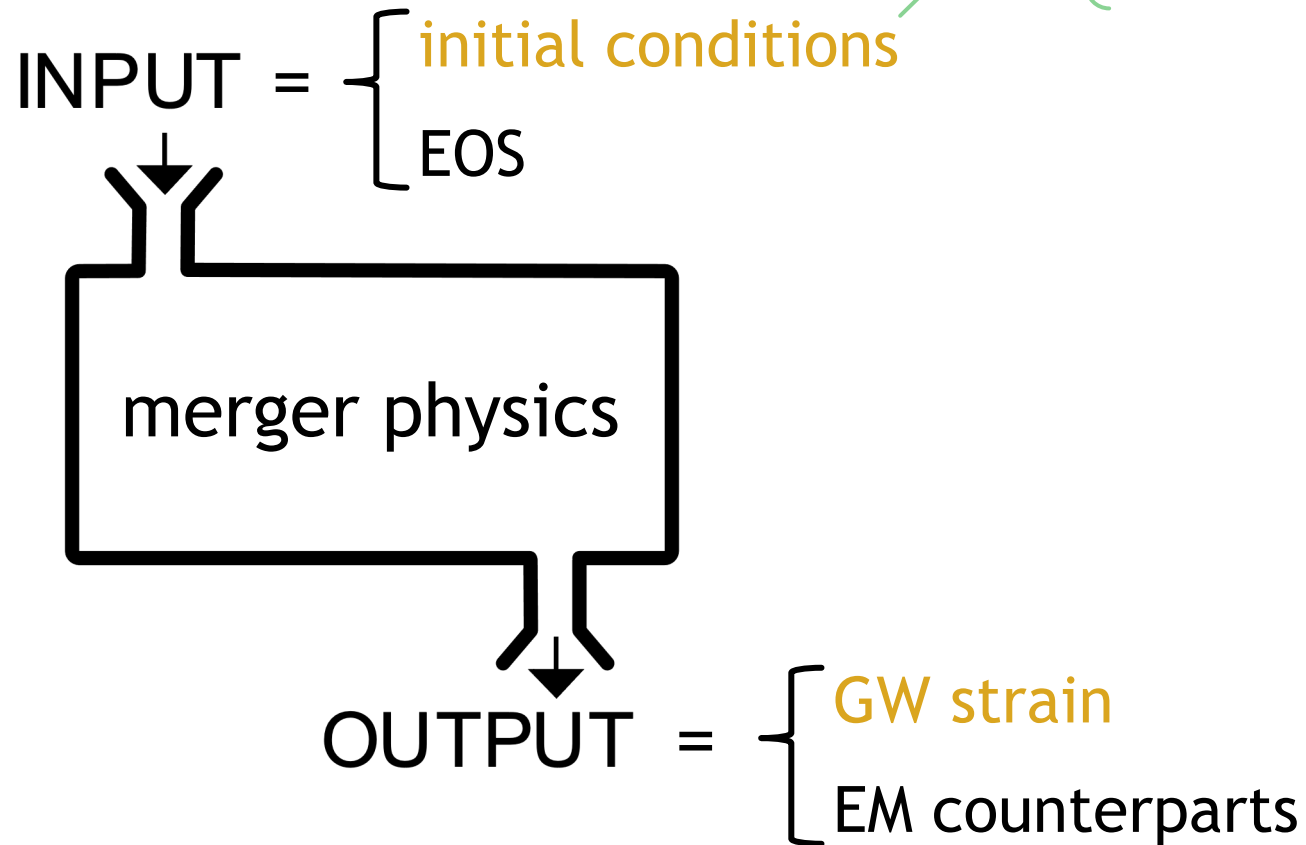 INPUT = { initial conditions
EOS
merger physics
OUTPUT = { GW strain
EM counterparts